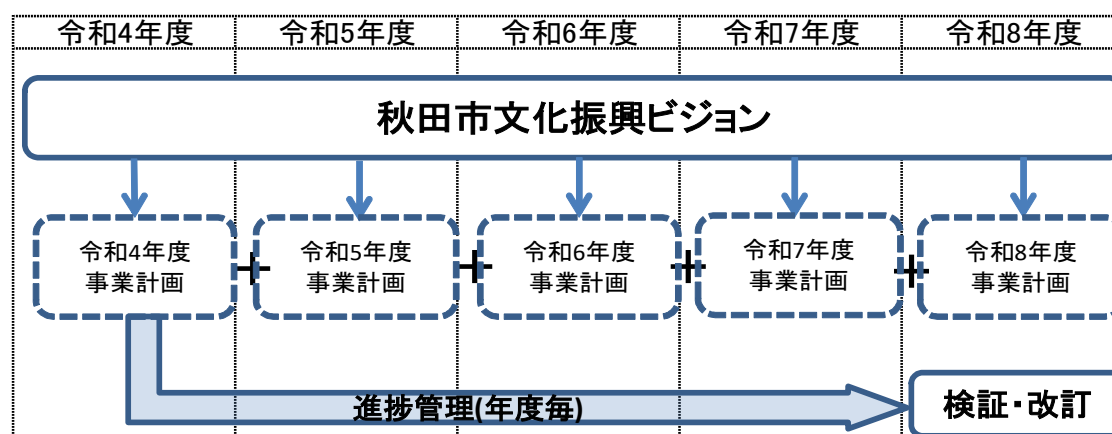 令和4年度 令和5年度 令和6年度 令和7年度 令和8年度
秋田市文化振興ビジョン
令和4年度
事業計画
令和5年度
事業計画
令和6年度
事業計画
令和7年度
事業計画
令和8年度
事業計画
進捗管理(年度毎)
検証・改訂